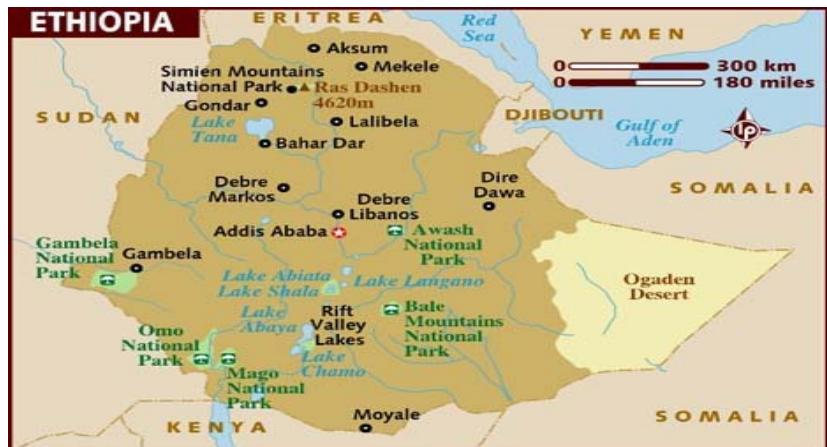 ETHIOPIA
ERITREA
Red
Sea
YEMEN
Aksum
Mekele
0 300 km
0 180 miles
Simien Mountains
National Park
Ras Dashen
4620m
Gondar
SUDAN
Lake
Tana
Lalibela
DJIBOUTI
Gulf of
Aden
Bahar Dar
Debre
Markos
Dire
Dawa
SOMALIA
Debre
Libanos
Addis Ababa
Awash
National
Park
Gambela
National
Park
Gambela
Lake Abiata
Lake Shala
Lake Langano
Ogaden
Desert
Lake
Abaya
Rift
Valley
Lakes
Bale
Mountains
National
Park
Omo
National
Park
Lake
Chamo
Mago
National
Park
KENYA
Moyale
SOMALIA
lp